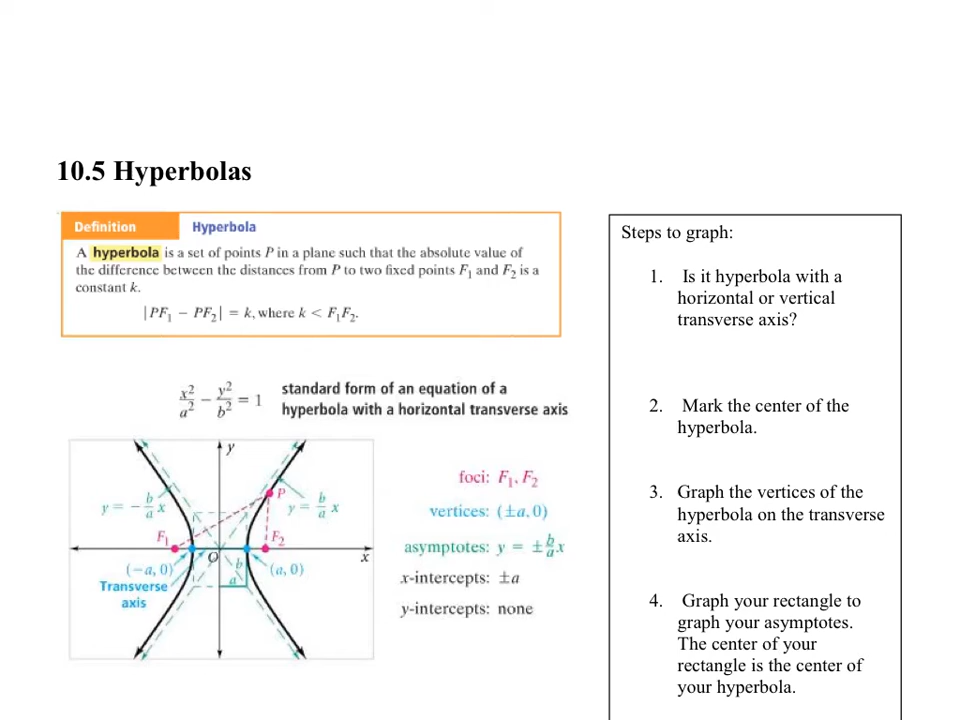 10.5 Hyperbolas
Definition Hyperbola
A hyperbola is a set of points P in a plane such that the absolute value of
the difference between the distances from P to two fixed points F₁ and F₂ is a
constant k.
|PF₁ − PF₂| = k, where k < F₁F₂.
x²/a² − y²/b² = 1
standard form of an equation of a
hyperbola with a horizontal transverse axis
y
P
y = −b/a x
y = b/a x
F₁
F₂
O
x
(−a, 0)
b
(a, 0)
a
Transverse
axis
foci: F₁, F₂
vertices: (±a, 0)
asymptotes: y = ±b/a x
x-intercepts: ±a
y-intercepts: none
Steps to graph:
1. Is it hyperbola with a
horizontal or vertical
transverse axis?
2. Mark the center of the
hyperbola.
3. Graph the vertices of the
hyperbola on the transverse
axis.
4. Graph your rectangle to
graph your asymptotes.
The center of your
rectangle is the center of
your hyperbola.